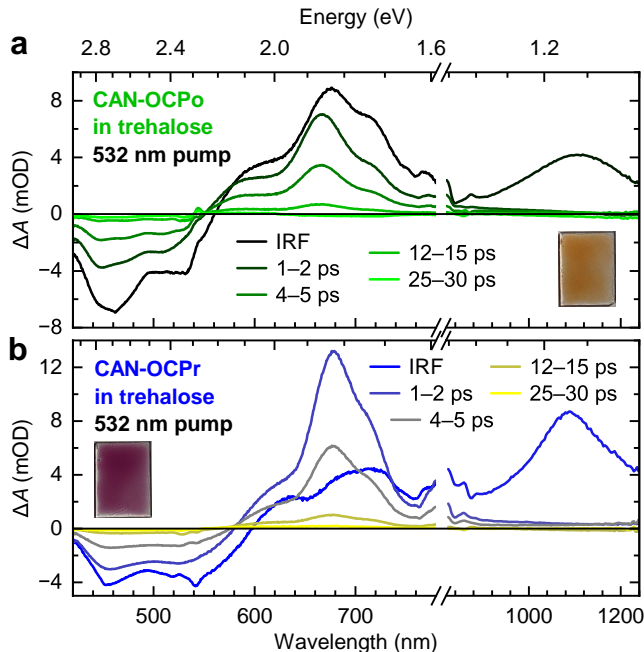 Energy (eV)
2.8 2.4 2.0 1.6 1.2
a
CAN-OCPo
in trehalose
532 nm pump
8
4
0
−4
−8
ΔA (mOD)
IRF
1–2 ps
4–5 ps
12–15 ps
25–30 ps
b
CAN-OCPr
in trehalose
532 nm pump
12
8
4
0
−4
ΔA (mOD)
IRF
1–2 ps
4–5 ps
12–15 ps
25–30 ps
500 600 700 1000 1200
Wavelength (nm)